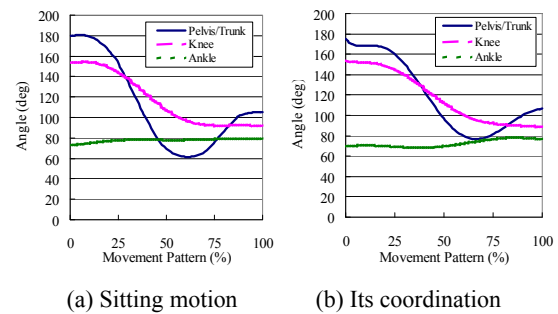 200
180
160
140
120
100
80
60
40
20
0
Angle (deg)
Pelvis/Trunk
Knee
Ankle
0 25 50 75 100
Movement Pattern (%)
(a) Sitting motion
200
180
160
140
120
100
80
60
40
20
0
Angle (deg)
Pelvis/Trunk
Knee
Ankle
0 25 50 75 100
Movement Pattern (%)
(b) Its coordination